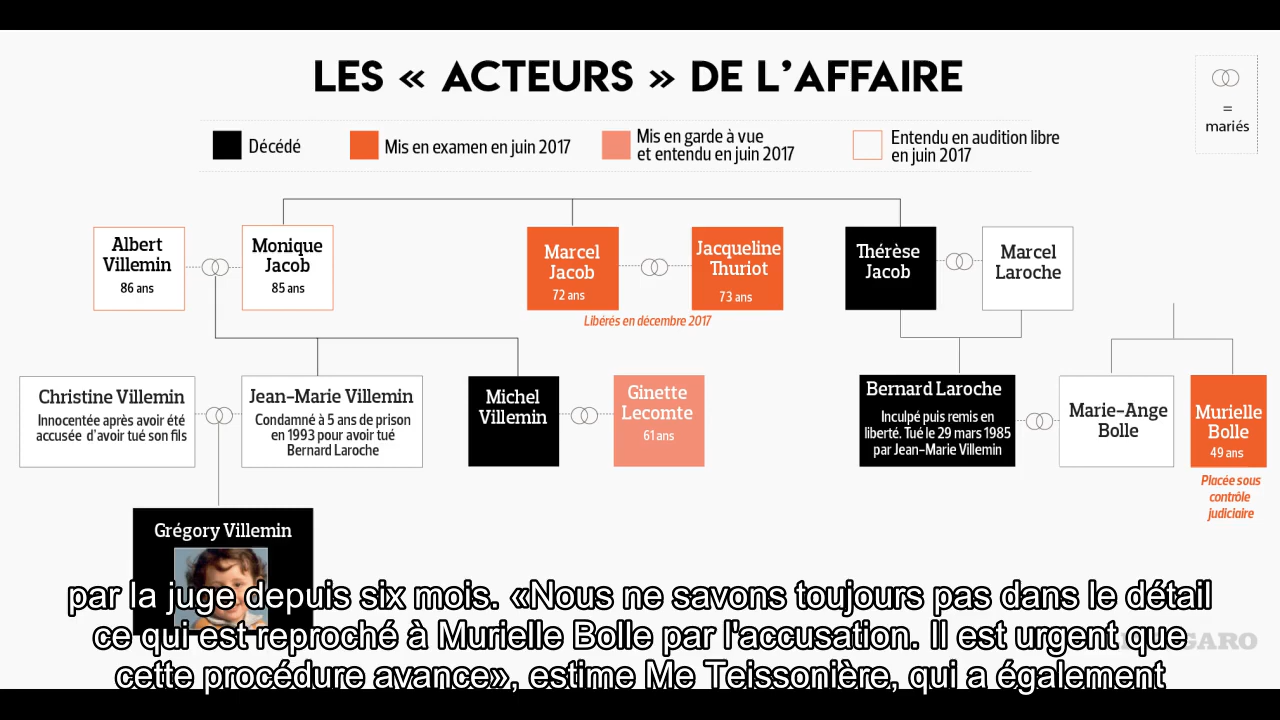 LES « ACTEURS » DE L'AFFAIRE
=
mariés
Décédé
Mis en examen en juin 2017
Mis en garde à vue
et entendu en juin 2017
Entendu en audition libre
en juin 2017
Albert
Villemin
86 ans
Monique
Jacob
85 ans
Marcel
Jacob
72 ans
Jacqueline
Thuriot
73 ans
Libérés en décembre 2017
Thérèse
Jacob
Marcel
Laroche
Christine Villemin
Innocentée après avoir été
accusée d'avoir tué son fils
Jean-Marie Villemin
Condamné à 5 ans de prison
en 1993 pour avoir tué
Bernard Laroche
Michel
Villemin
Ginette
Lecomte
61 ans
Bernard Laroche
Inculpé puis remis en
liberté. Tué le 29 mars 1985
par Jean-Marie Villemin
Marie-Ange
Bolle
Murielle
Bolle
49 ans
Placée sous
contrôle
judiciaire
Grégory Villemin
par la juge depuis six mois. «Nous ne savons toujours pas dans le détail
ce qui est reproché à Murielle Bolle par l'accusation. Il est urgent que
cette procédure avance», estime Me Teissonière, qui a également